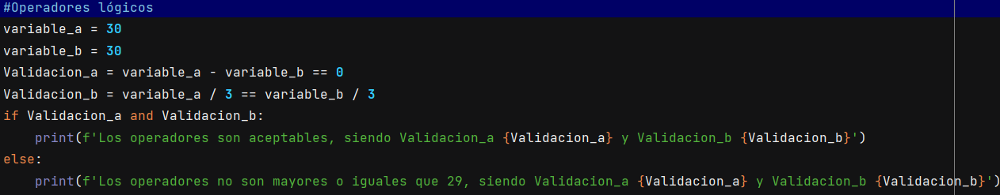 #Operadores lógicos
variable_a = 30
variable_b = 30
Validacion_a = variable_a - variable_b == 0
Validacion_b = variable_a / 3 == variable_b / 3
if Validacion_a and Validacion_b:
    print(f'Los operadores son aceptables, siendo Validacion_a {Validacion_a} y Validacion_b {Validacion_b}')
else:
    print(f'Los operadores no son mayores o iguales que 29, siendo Validacion_a {Validacion_a} y Validacion_b {Validacion_b}')